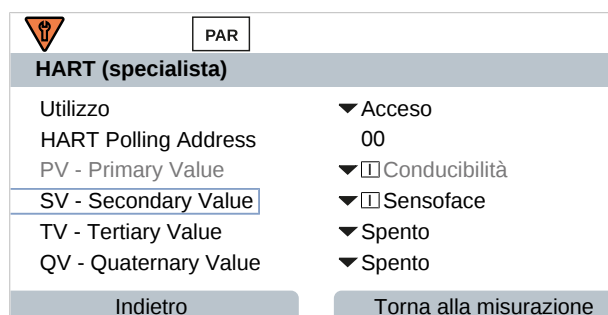 PAR
HART (specialista)
Utilizzo Acceso
HART Polling Address 00
PV - Primary Value I Conducibilità
SV - Secondary Value I Sensoface
TV - Tertiary Value Spento
QV - Quaternary Value Spento
Indietro Torna alla misurazione